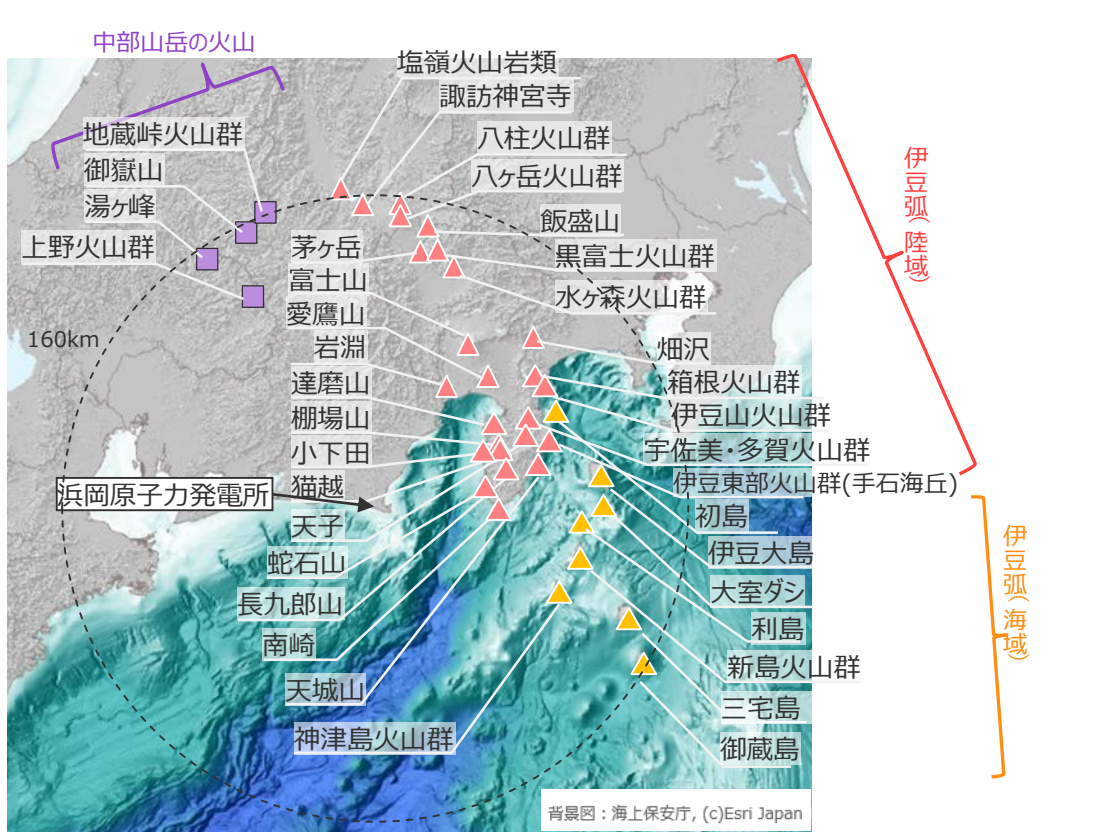 中部山岳の火山
塩嶺火山岩類
諏訪神宮寺
地蔵峠火山群
八柱火山群
御嶽山
八ヶ岳火山群
湯ヶ峰
飯盛山
上野火山群
茅ヶ岳
黒富士火山群
富士山
水ヶ森火山群
愛鷹山
160km
岩淵
畑沢
達磨山
箱根火山群
棚場山
伊豆山火山群
小下田
宇佐美・多賀火山群
猫越
伊豆東部火山群(手石海丘)
浜岡原子力発電所
天子
初島
蛇石山
伊豆大島
長九郎山
大室ダシ
南崎
利島
天城山
新島火山群
神津島火山群
三宅島
御蔵島
伊豆弧(陸域)
伊豆弧(海域)
背景図：海上保安庁, (c)Esri Japan